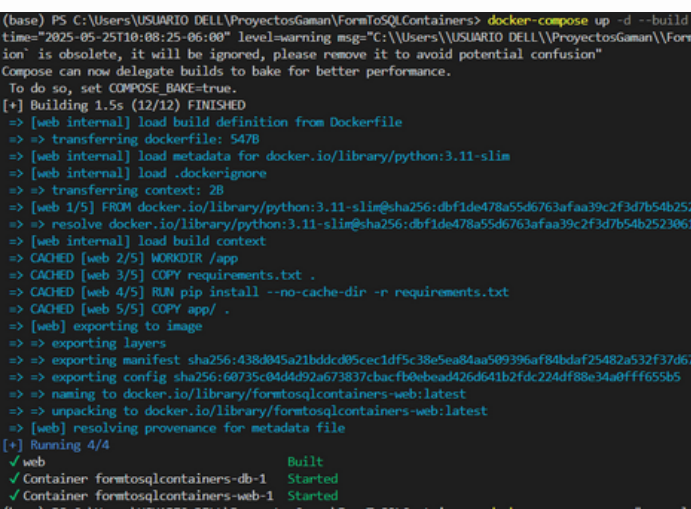 (base) PS C:\Users\USUARIO DELL\ProyectosGaman\FormToSQLContainers> docker-compose up -d --build
time="2025-05-25T10:08:25-06:00" level=warning msg="C:\\Users\\USUARIO DELL\\ProyectosGaman\\For
ion` is obsolete, it will be ignored, please remove it to avoid potential confusion"
Compose can now delegate builds to bake for better performance.
 To do so, set COMPOSE_BAKE=true.
[+] Building 1.5s (12/12) FINISHED
 => [web internal] load build definition from Dockerfile
 => => transferring dockerfile: 547B
 => [web internal] load metadata for docker.io/library/python:3.11-slim
 => [web internal] load .dockerignore
 => => transferring context: 2B
 => [web 1/5] FROM docker.io/library/python:3.11-slim@sha256:dbf1de478a55d6763afaa39c2f3d7b54b252
 => => resolve docker.io/library/python:3.11-slim@sha256:dbf1de478a55d6763afaa39c2f3d7b54b2523061
 => [web internal] load build context
 => CACHED [web 2/5] WORKDIR /app
 => CACHED [web 3/5] COPY requirements.txt .
 => CACHED [web 4/5] RUN pip install --no-cache-dir -r requirements.txt
 => CACHED [web 5/5] COPY app/ .
 => [web] exporting to image
 => => exporting layers
 => => exporting manifest sha256:438d045a21bddcd05cec1df5c38e5ea84aa509396af84bdaf25482a532f37d67
 => => exporting config sha256:60735c04d4d92a673837cbacfb0ebead426d641b2fdc224df88e34a0fff655b5
 => => naming to docker.io/library/formtosqlcontainers-web:latest
 => => unpacking to docker.io/library/formtosqlcontainers-web:latest
 => [web] resolving provenance for metadata file
[+] Running 4/4
 ✓ web Built
 ✓ Container formtosqlcontainers-db-1 Started
 ✓ Container formtosqlcontainers-web-1 Started